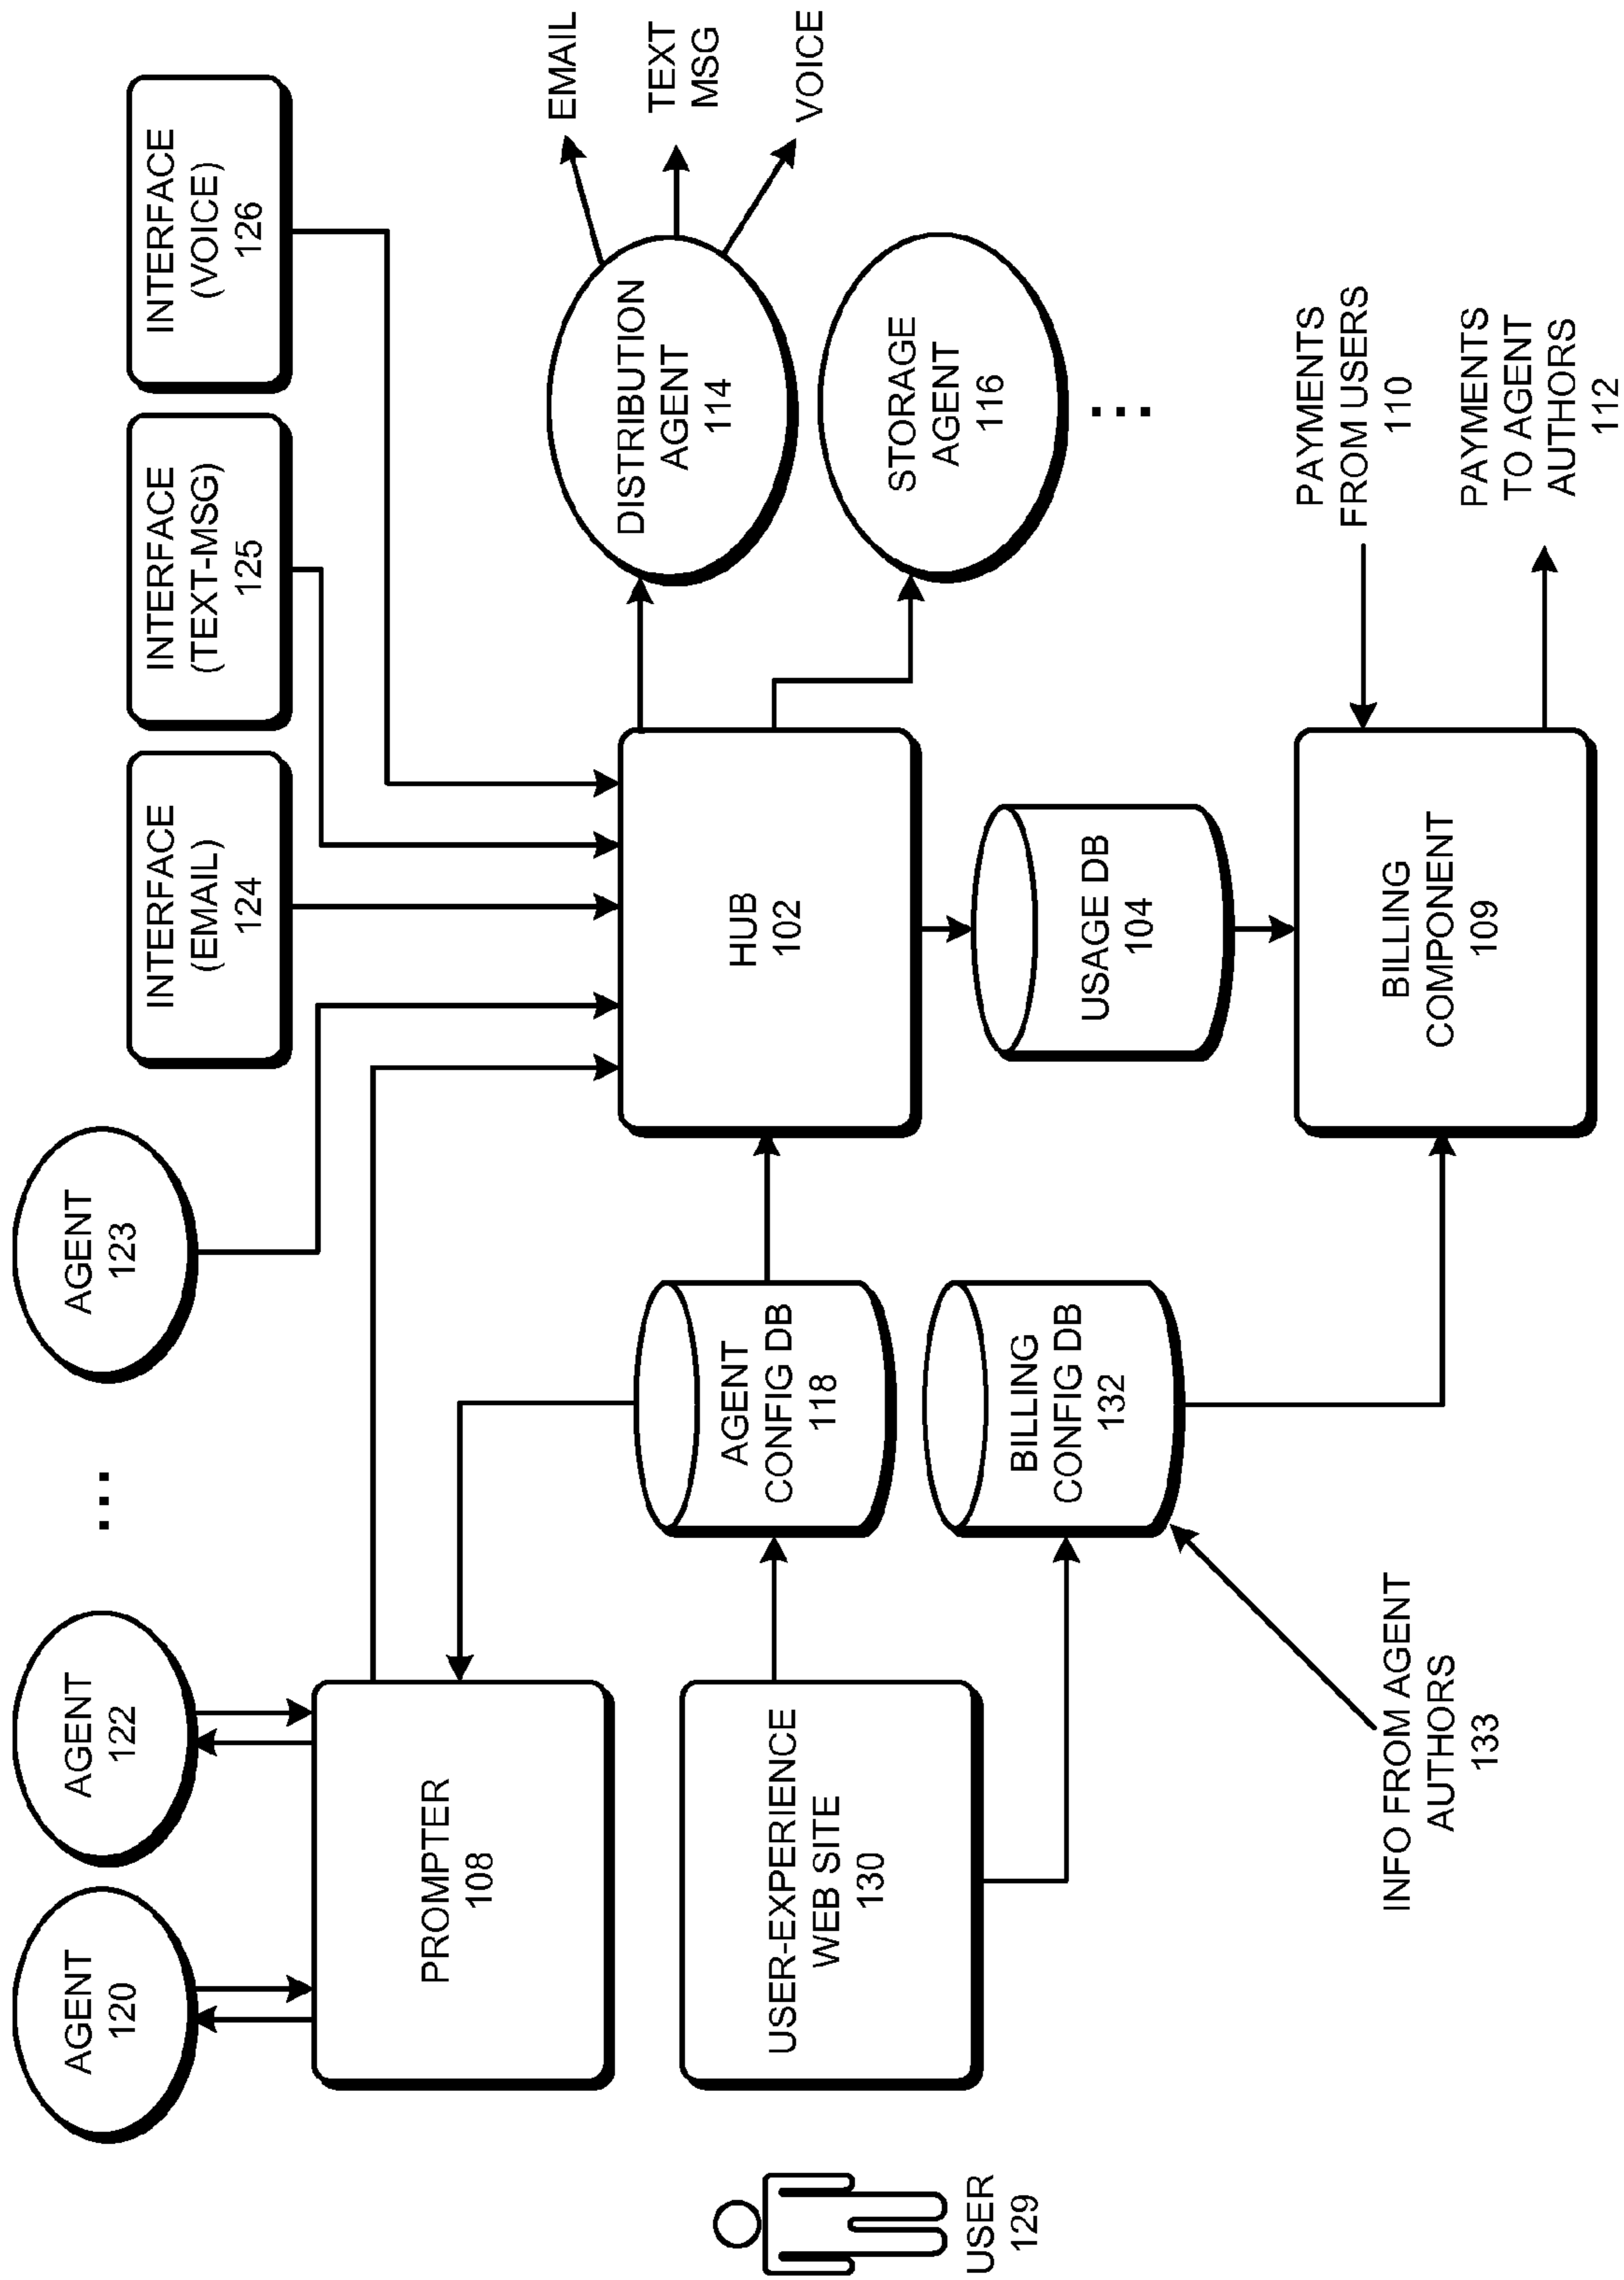 AGENT
120
AGENT
122
...
AGENT
123
INTERFACE
(EMAIL)
124
INTERFACE
(TEXT-MSG)
125
INTERFACE
(VOICE)
126
PROMPTER
108
USER
129
USER-EXPERIENCE
WEB SITE
130
AGENT
CONFIG DB
118
BILLING
CONFIG DB
132
INFO FROM AGENT
AUTHORS
133
HUB
102
USAGE DB
104
BILLING
COMPONENT
109
DISTRIBUTION
AGENT
114
EMAIL
TEXT
MSG
VOICE
STORAGE
AGENT
116
...
PAYMENTS
FROM USERS
110
PAYMENTS
TO AGENT
AUTHORS
112